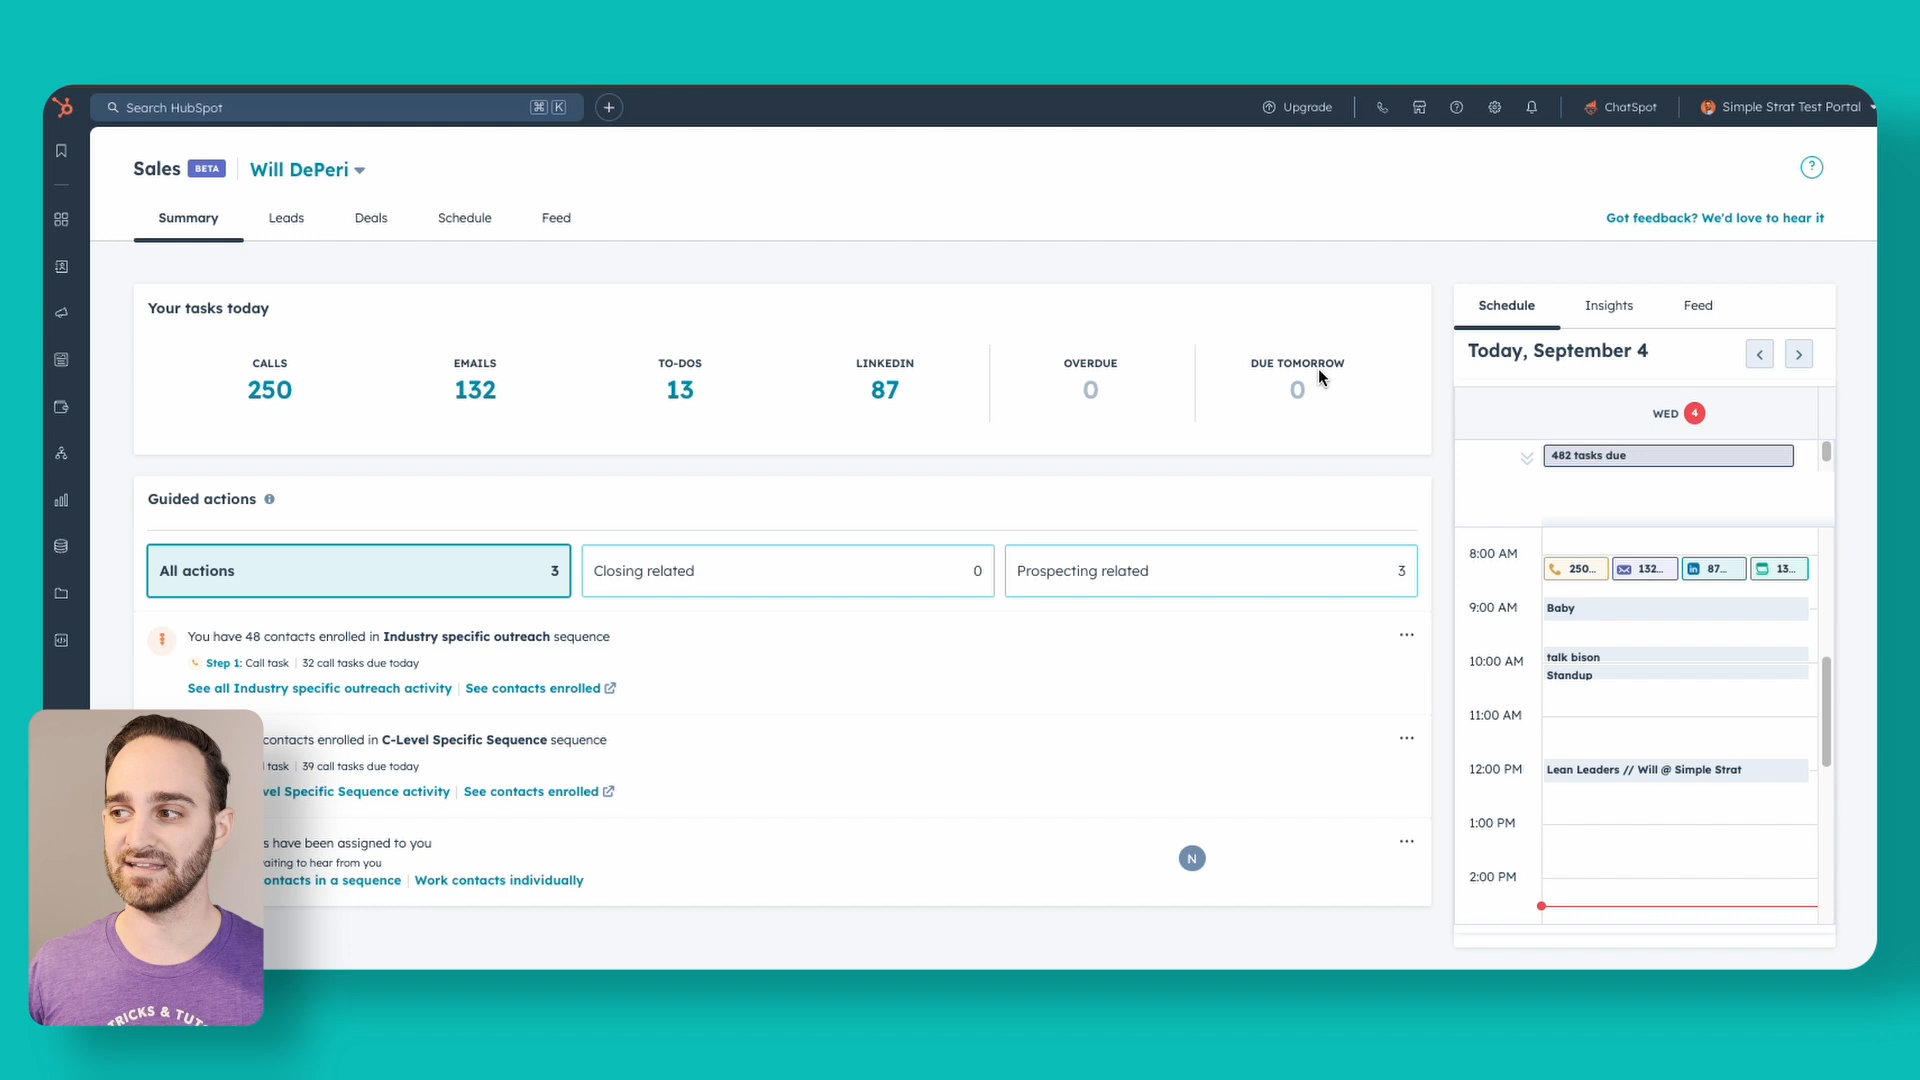 Search HubSpot
⌘ K
+
Upgrade
ChatSpot
Simple Strat Test Portal
Sales BETA
Will DePeri
?
Summary
Leads
Deals
Schedule
Feed
Got feedback? We'd love to hear it
Your tasks today
CALLS
250
EMAILS
132
TO-DOS
13
LINKEDIN
87
OVERDUE
0
DUE TOMORROW
0
Guided actions
All actions 3
Closing related 0
Prospecting related 3
You have 48 contacts enrolled in Industry specific outreach sequence
Step 1: Call task | 32 call tasks due today
See all Industry specific outreach activity | See contacts enrolled
contacts enrolled in C-Level Specific Sequence sequence
task | 39 call tasks due today
vel Specific Sequence activity | See contacts enrolled
s have been assigned to you
aiting to hear from you
ontacts in a sequence | Work contacts individually
N
Schedule
Insights
Feed
Today, September 4
WED 4
482 tasks due
8:00 AM
250...
132...
in 87...
13...
9:00 AM
Baby
10:00 AM
talk bison
Standup
11:00 AM
12:00 PM
Lean Leaders // Will @ Simple Strat
1:00 PM
2:00 PM
TRICKS & TUT